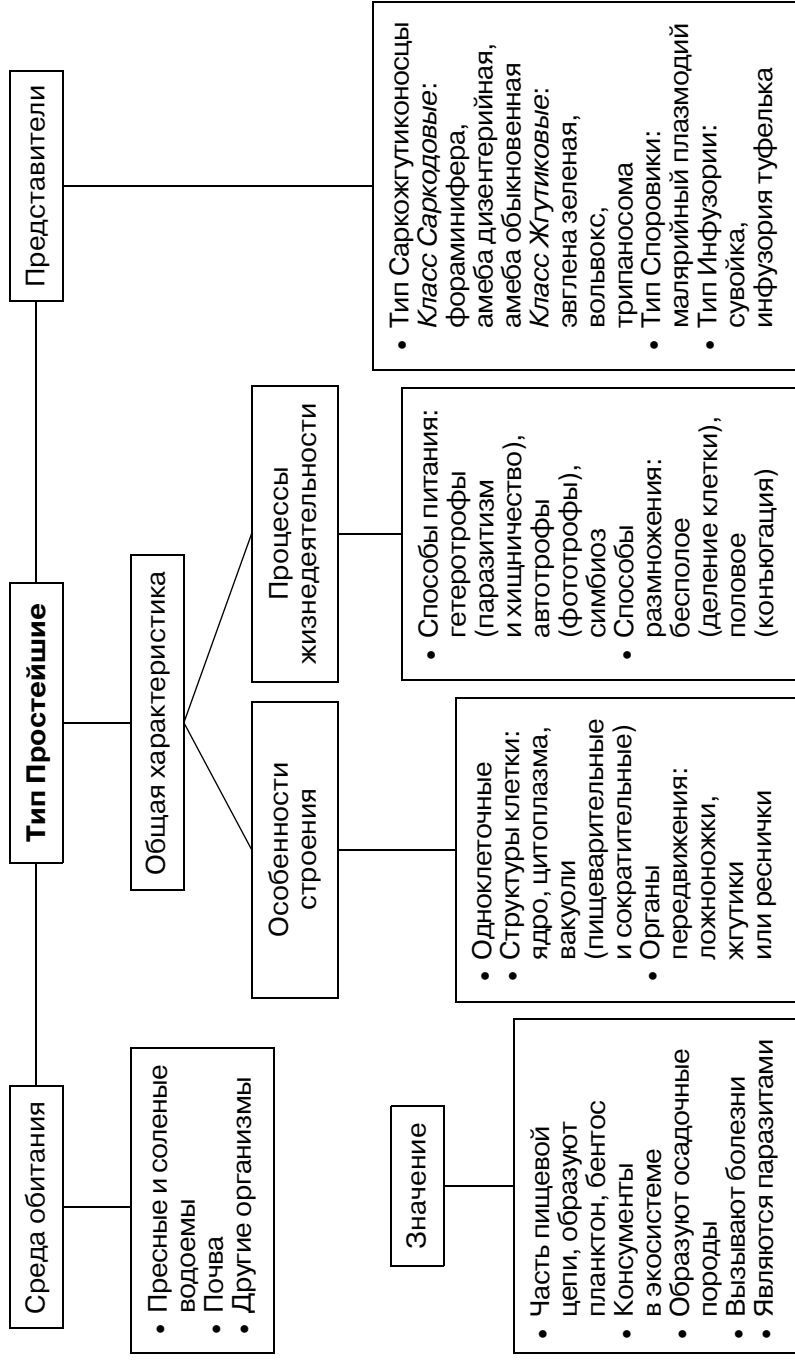 Тип Простейшие
Среда обитания
• Пресные и соленые
водоемы
• Почва
• Другие организмы
Общая характеристика
Особенности
строения
• Одноклеточные
• Структуры клетки:
ядро, цитоплазма,
вакуоли
(пищеварительные
и сократительные)
• Органы
передвижения:
ложноножки,
жгутики
или реснички
Процессы
жизнедеятельности
• Способы питания:
гетеротрофы
(паразитизм
и хищничество),
автотрофы
(фототрофы),
симбиоз
• Способы
размножения:
бесполое
(деление клетки),
половое
(конъюгация)
Представители
• Тип Саркожгутиконосцы
Класс Саркодовые:
фораминифера,
амеба дизентерийная,
амеба обыкновенная
Класс Жгутиковые:
эвглена зеленая,
вольвокс,
трипаносома
• Тип Споровики:
малярийный плазмодий
• Тип Инфузории:
сувойка,
инфузория туфелька
Значение
• Часть пищевой
цепи, образуют
планктон, бентос
• Консументы
в экосистеме
• Образуют осадочные
породы
• Вызывают болезни
• Являются паразитами